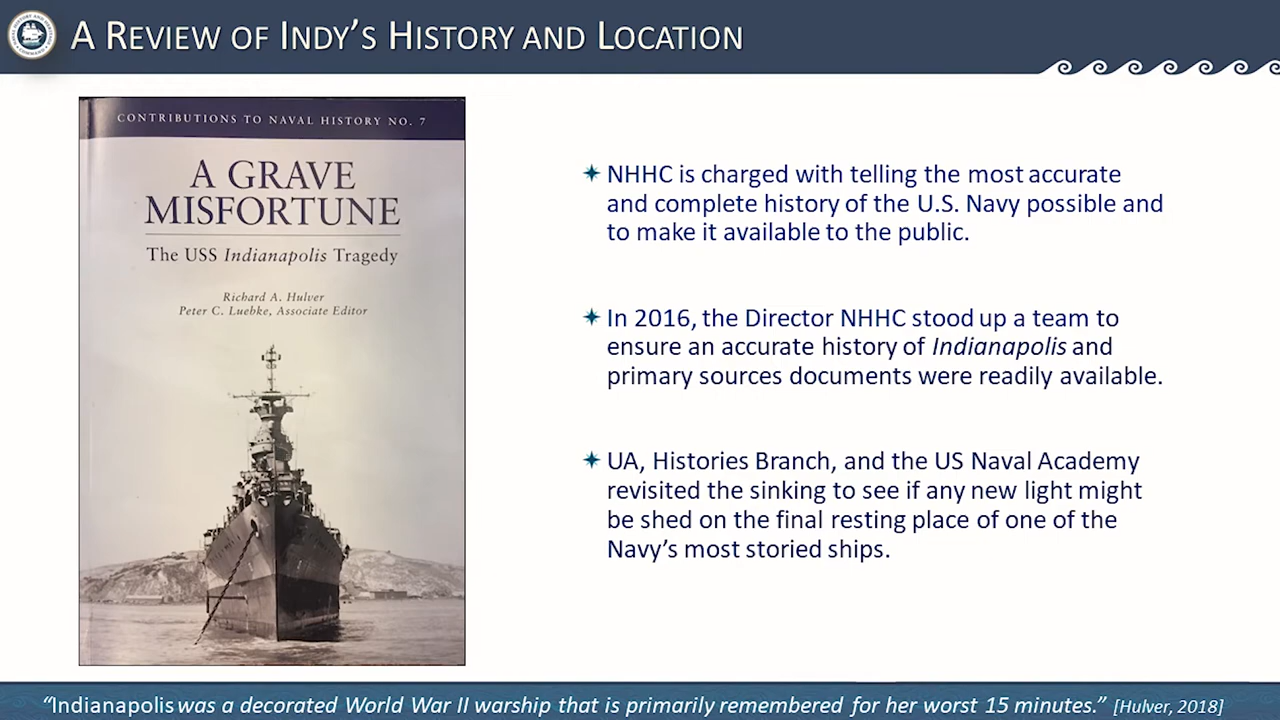 A Review of Indy's History and Location
CONTRIBUTIONS TO NAVAL HISTORY NO. 7
A GRAVE
MISFORTUNE
The USS Indianapolis Tragedy
Richard A. Hulver
Peter C. Luebke, Associate Editor
NHHC is charged with telling the most accurate
and complete history of the U.S. Navy possible and
to make it available to the public.
In 2016, the Director NHHC stood up a team to
ensure an accurate history of Indianapolis and
primary sources documents were readily available.
UA, Histories Branch, and the US Naval Academy
revisited the sinking to see if any new light might
be shed on the final resting place of one of the
Navy's most storied ships.
"Indianapolis was a decorated World War II warship that is primarily remembered for her worst 15 minutes." [Hulver, 2018]